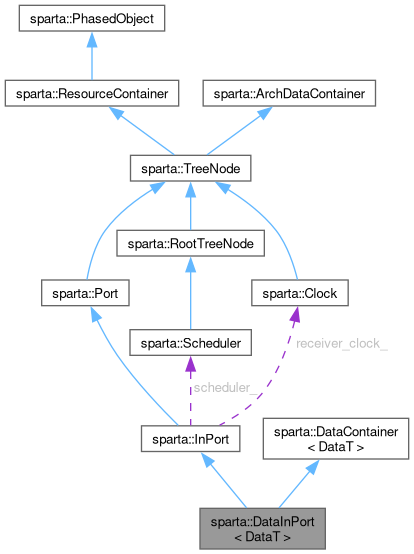 sparta::PhasedObject
sparta::ResourceContainer
sparta::ArchDataContainer
sparta::TreeNode
sparta::RootTreeNode
sparta::Port
sparta::Clock
sparta::Scheduler
receiver_clock_
scheduler_
sparta::InPort
sparta::DataContainer
< DataT >
sparta::DataInPort
< DataT >